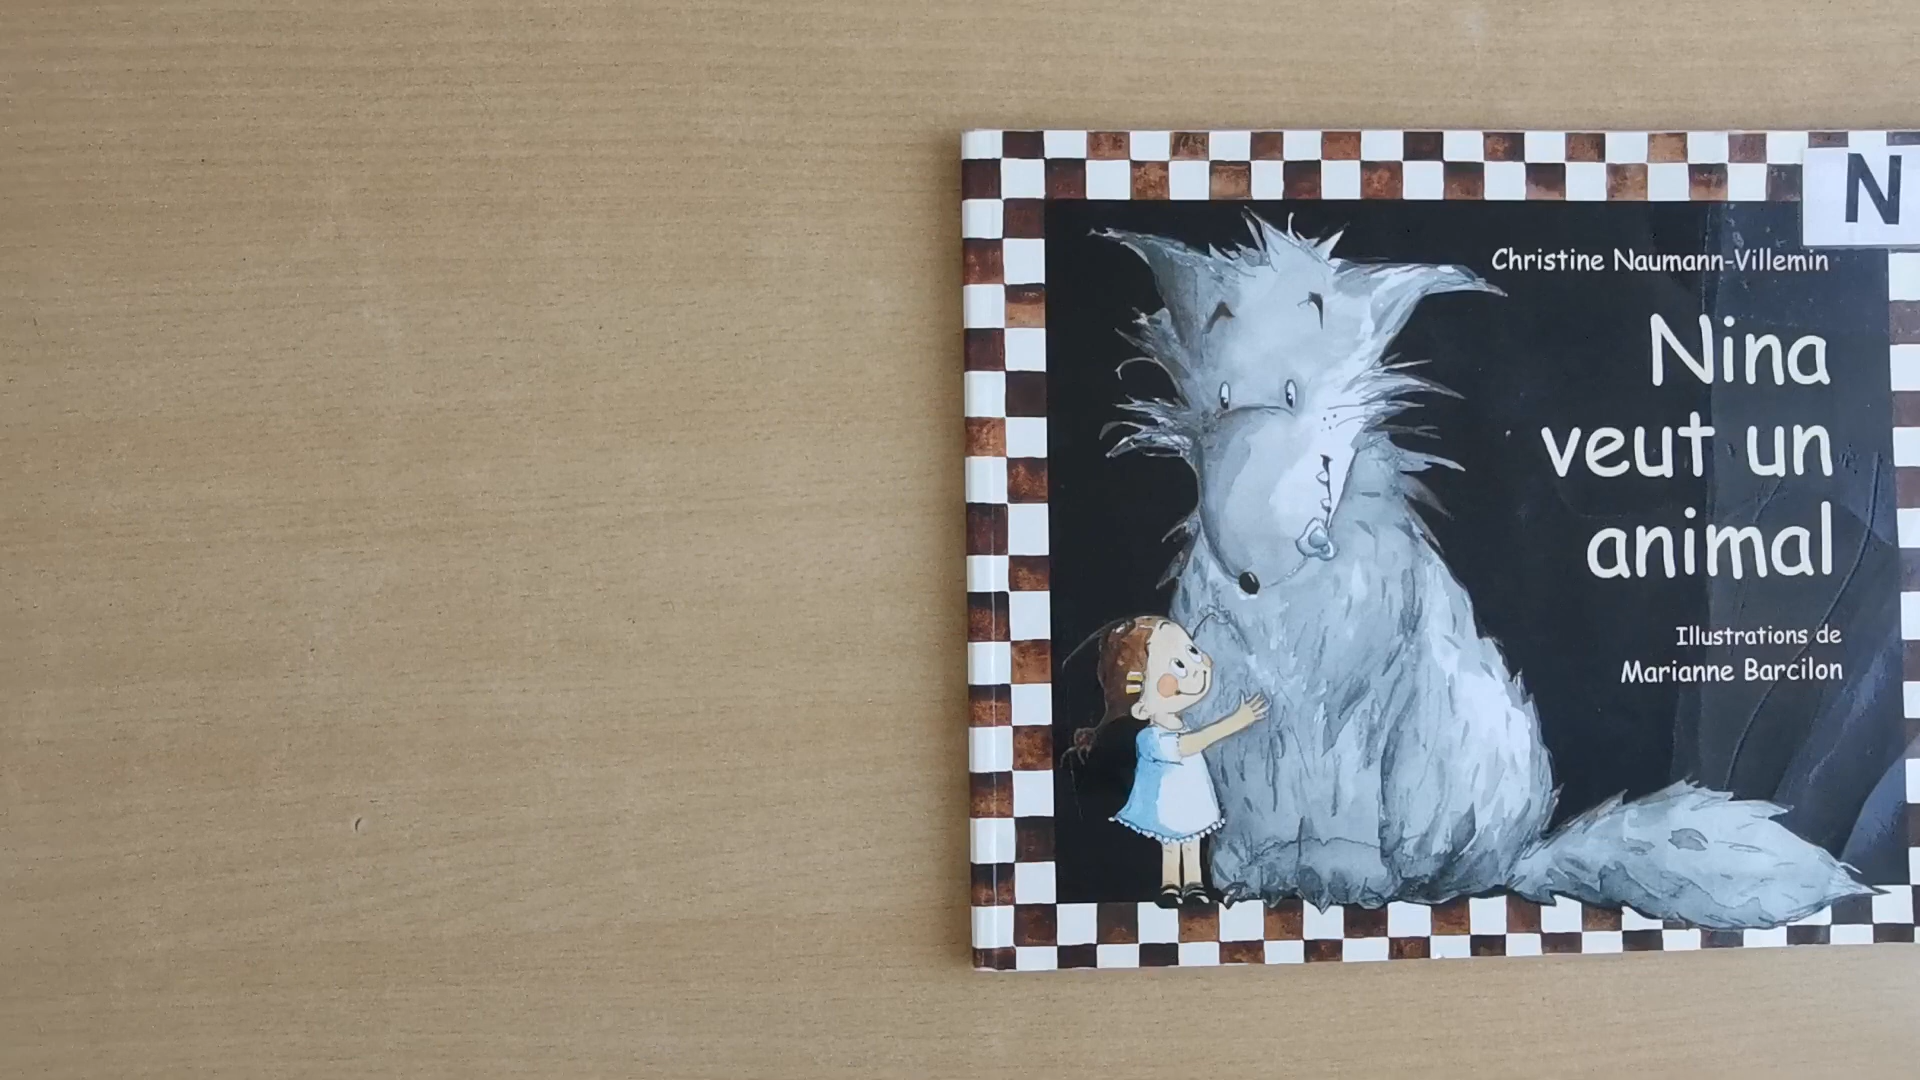 N
Christine Naumann-Villemin
Nina
veut un
animal
Illustrations de
Marianne Barcilon